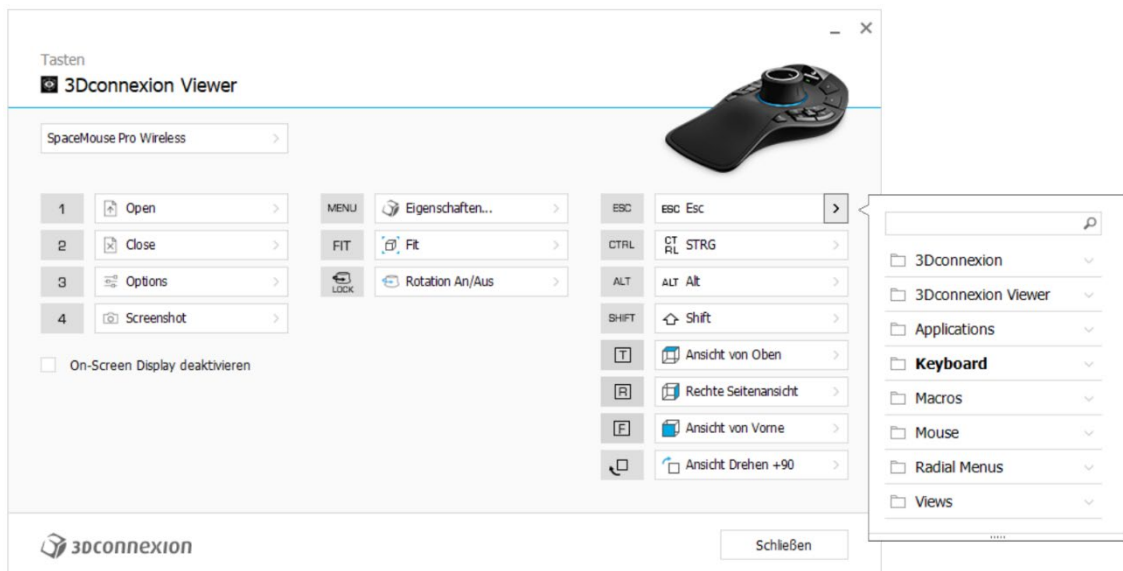 Tasten
3Dconnexion Viewer
SpaceMouse Pro Wireless
1 Open
2 Close
3 Options
4 Screenshot
On-Screen Display deaktivieren
MENU Eigenschaften...
FIT Fit
LOCK Rotation An/Aus
ESC ESC Esc
CTRL CTRL STRG
ALT ALT Alt
SHIFT Shift
T Ansicht von Oben
R Rechte Seitenansicht
F Ansicht von Vorne
Ansicht Drehen +90
3Dconnexion
3Dconnexion Viewer
Applications
Keyboard
Macros
Mouse
Radial Menus
Views
3Dconnexion
Schließen